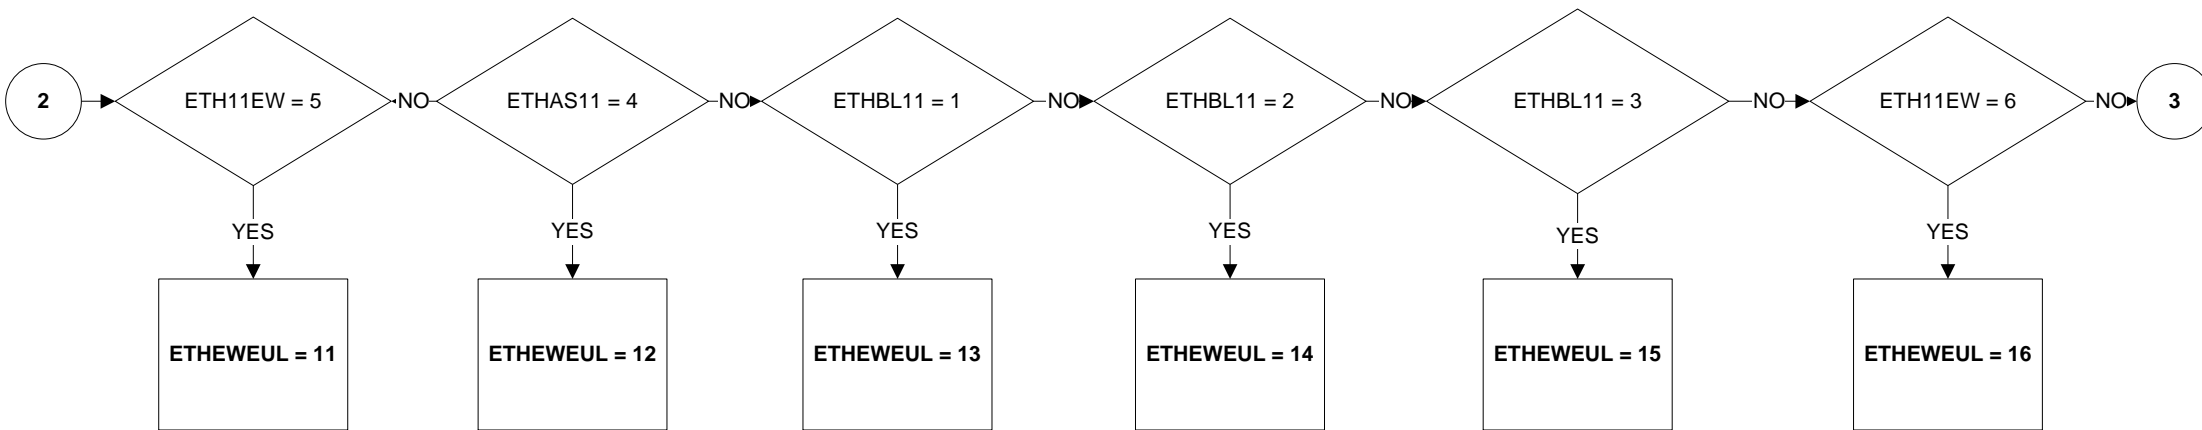 2
ETH11EW = 5
NO
ETHAS11 = 4
NO
ETHBL11 = 1
NO
ETHBL11 = 2
NO
ETHBL11 = 3
NO
ETH11EW = 6
NO
3
YES
YES
YES
YES
YES
YES
ETHEWEUL = 11
ETHEWEUL = 12
ETHEWEUL = 13
ETHEWEUL = 14
ETHEWEUL = 15
ETHEWEUL = 16